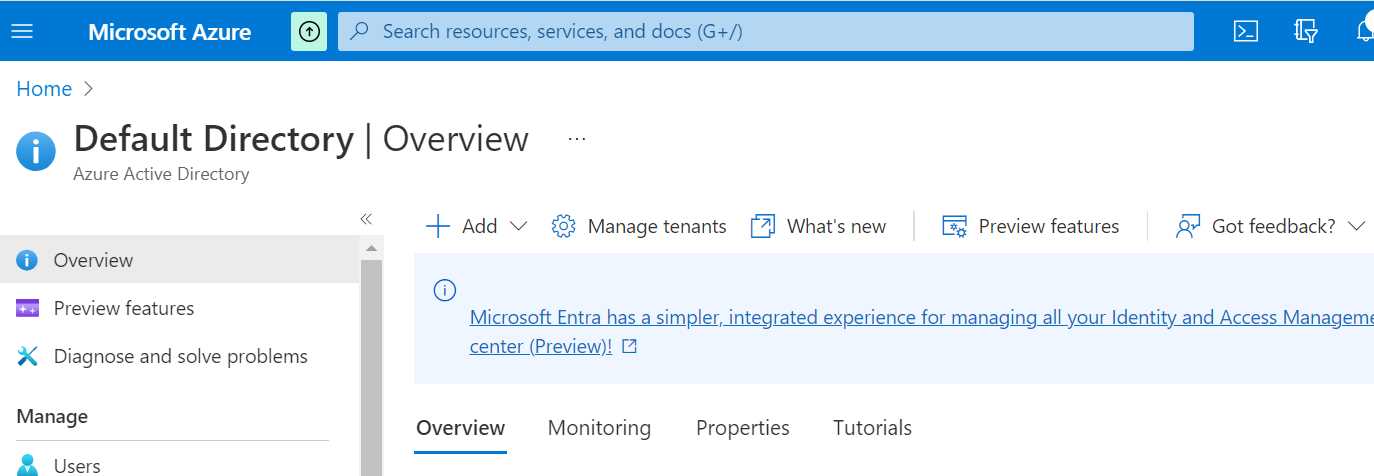 Microsoft Azure
Search resources, services, and docs (G+/)
Home
Default Directory | Overview
Azure Active Directory
Add
Manage tenants
What's new
Preview features
Got feedback?
Overview
Preview features
Diagnose and solve problems
Manage
Users
Microsoft Entra has a simpler, integrated experience for managing all your Identity and Access Manageme
center (Preview)!
Overview
Monitoring
Properties
Tutorials